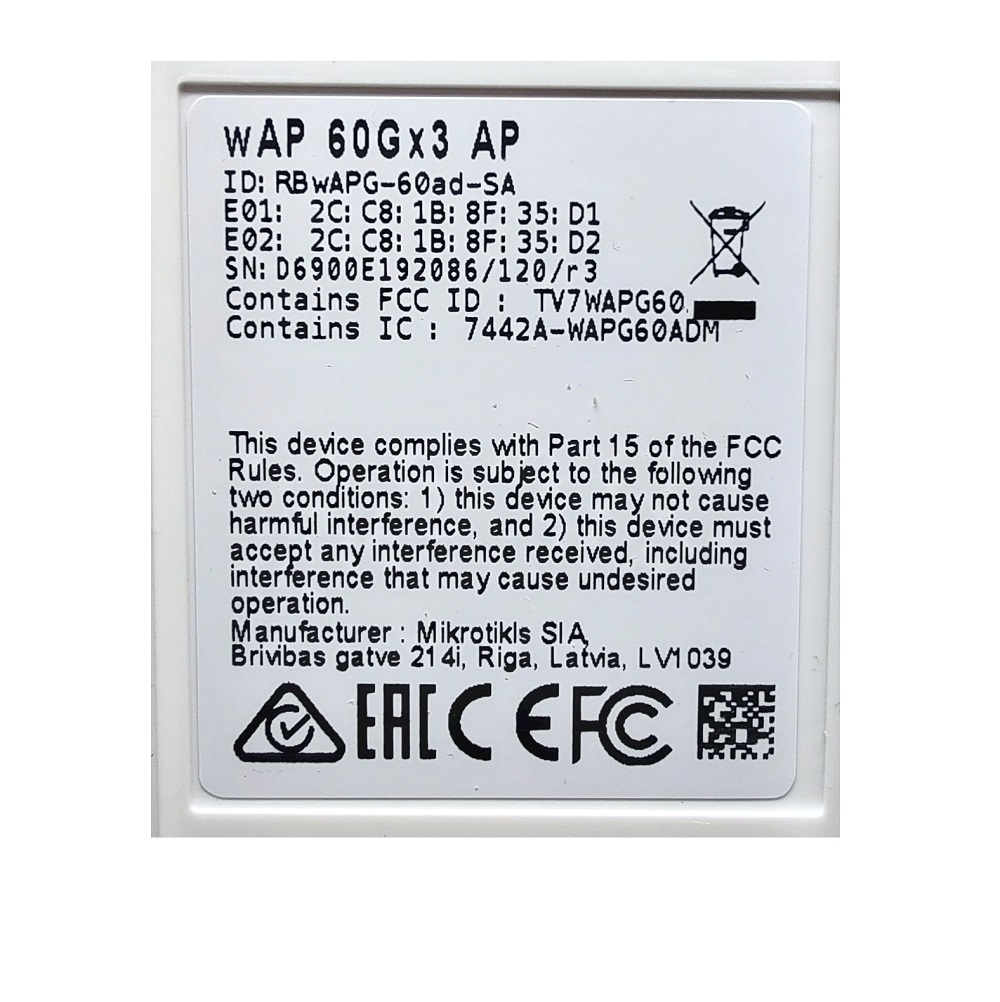 wAP 60Gx3 AP
ID: RBwAPG-60ad-SA
E01: 2C:C8:1B:8F:35:D1
E02: 2C:C8:1B:8F:35:D2
SN: D6900E192086/120/r3
Contains FCC ID : TV7WAPG60
Contains IC : 7442A-WAPG60ADM
This device complies with Part 15 of the FCC
Rules. Operation is subject to the following
two conditions: 1) this device may not cause
harmful interference, and 2) this device must
accept any interference received, including
interference that may cause undesired
operation.
Manufacturer : Mikrotikls SIA,
Brivibas gatve 214i, Riga, Latvia, LV1039
EAC CE FC